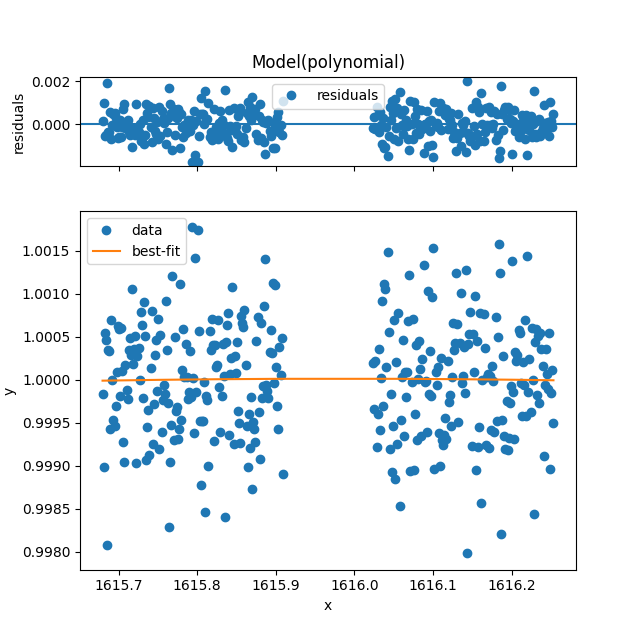 Model(polynomial)
0.002
0.000
residuals
residuals
data
best-fit
1.0015
1.0010
1.0005
1.0000
0.9995
0.9990
0.9985
0.9980
y
1615.7 1615.8 1615.9 1616.0 1616.1 1616.2
x